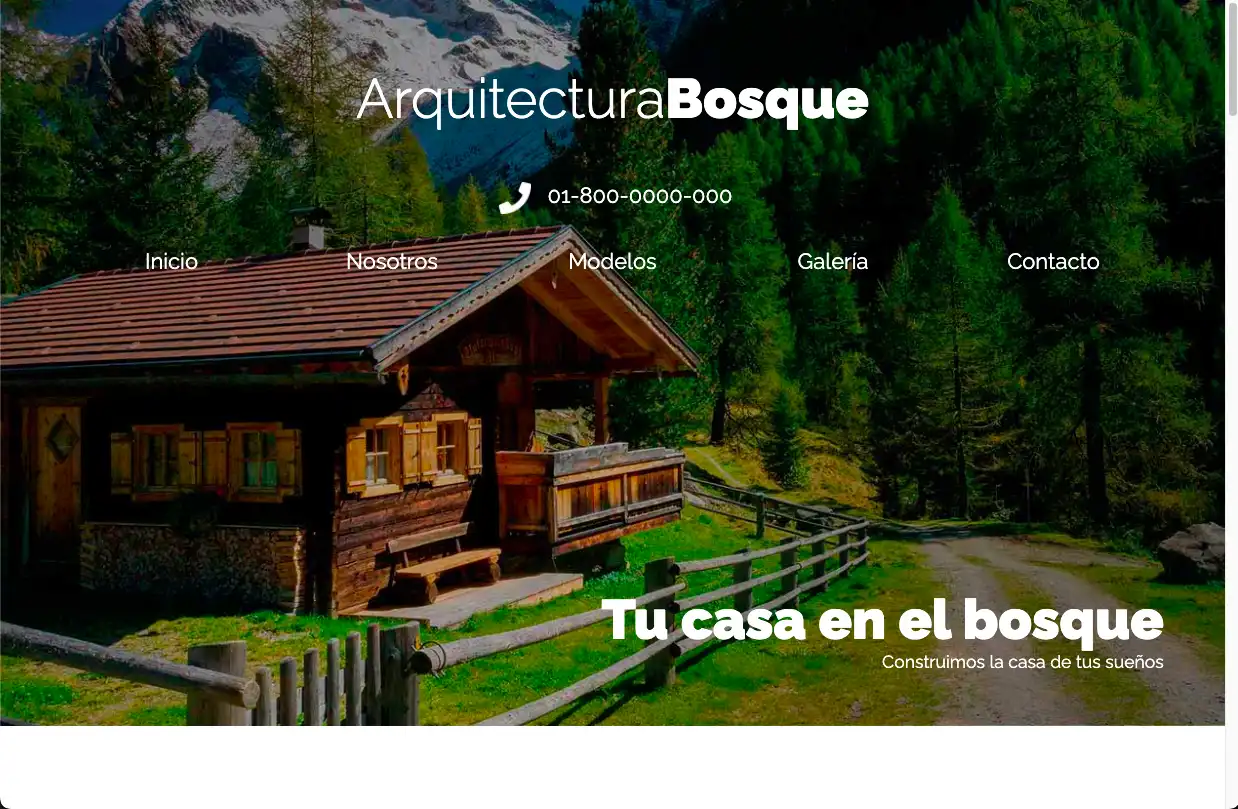 ArquitecturaBosque
01-800-0000-000
Inicio Nosotros Modelos Galería Contacto
Tu casa en el bosque
Construimos la casa de tus sueños